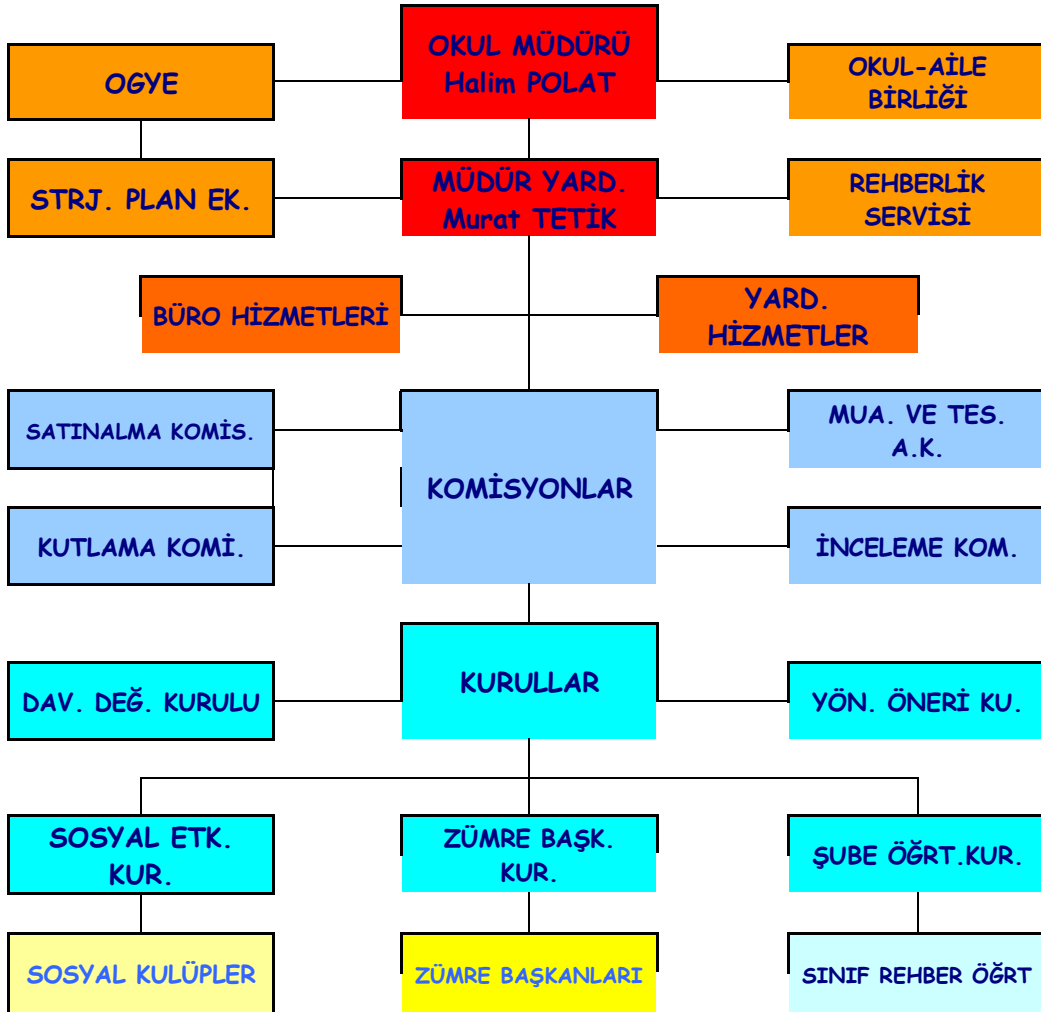 OKUL MÜDÜRÜ
Halim POLAT
OGYE
OKUL-AİLE
BİRLİĞİ
STRJ. PLAN EK.
MÜDÜR YARD.
Murat TETİK
REHBERLİK
SERVİSİ
BÜRO HİZMETLERİ
YARD.
HİZMETLER
SATINALMA KOMİS.
KOMİSYONLAR
MUA. VE TES.
A.K.
KUTLAMA KOMİ.
İNCELEME KOM.
KURULLAR
DAV. DEĞ. KURULU
YÖN. ÖNERİ KU.
SOSYAL ETK.
KUR.
ZÜMRE BAŞK.
KUR.
ŞUBE ÖĞRT.KUR.
SOSYAL KULÜPLER
ZÜMRE BAŞKANLARI
SINIF REHBER ÖĞRT